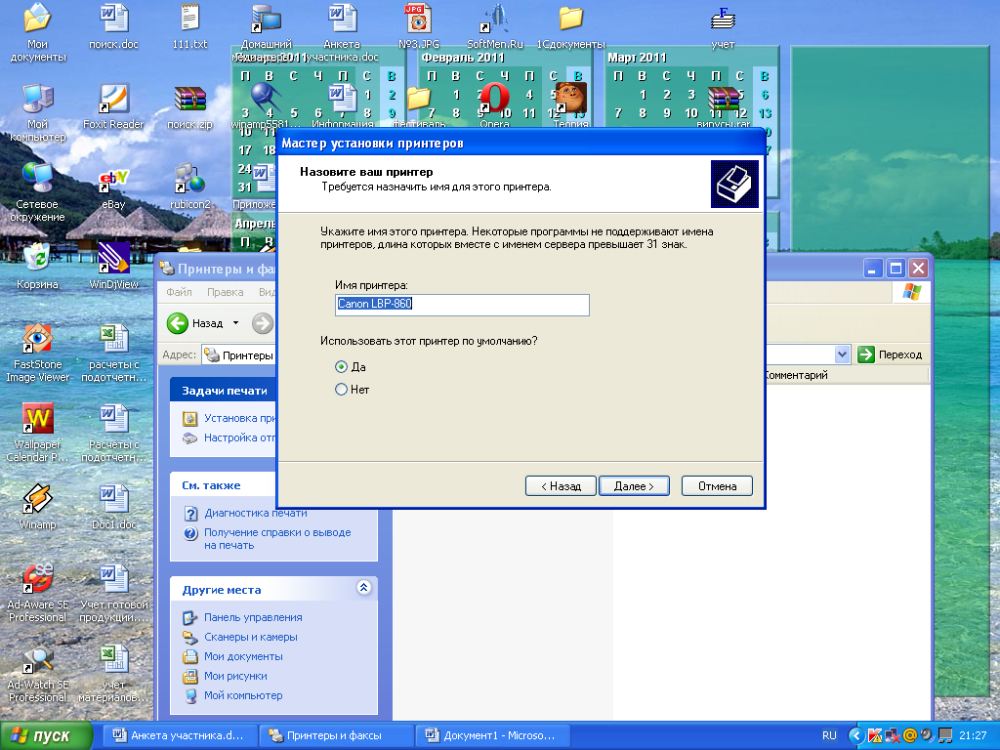 Мои документы
поиск.doc
111.txt
Домашний
Анкета участника.doc
№3.JPG
SoftMen.Ru
1Сдокументы
учет
Февраль 2011
Март 2011
П В С Ч П С В
П В С Ч П С В
П В С Ч П С В
Мой компьютер
Foxit Reader
поиск.zip
winamp5581...
Информация
фестиваль
Opera
Теория
вирусы.rar
Сетевое окружение
eBay
rubicon2
Приложе
Апрель
Корзина
WinDjView
FastStone Image Viewer
расчеты с подотчетн...
Wallpaper Calendar P...
Расчеты с подотчетн...
Winamp
Doc1.doc
Ad-Aware SE Professional
Учет готовой продукции....
Ad-Watch SE Professional
учет материалов...
Мастер установки принтеров
Назовите ваш принтер
Требуется назначить имя для этого принтера.
Укажите имя этого принтера. Некоторые программы не поддерживают имена
принтеров, длина которых вместе с именем сервера превышает 31 знак.
Имя принтера:
Canon LBP-860
Использовать этот принтер по умолчанию?
Да
Нет
< Назад
Далее >
Отмена
Принтеры и фа
Файл Правка Вид
Назад
Адрес: Принтеры
Переход
Комментарий
Задачи печати
Установка при
Настройка отп
См. также
Диагностика печати
Получение справки о выводе
на печать
Другие места
Панель управления
Сканеры и камеры
Мои документы
Мои рисунки
Мой компьютер
пуск
Анкета участника.d...
Принтеры и факсы
Документ1 - Microso...
RU
21:27